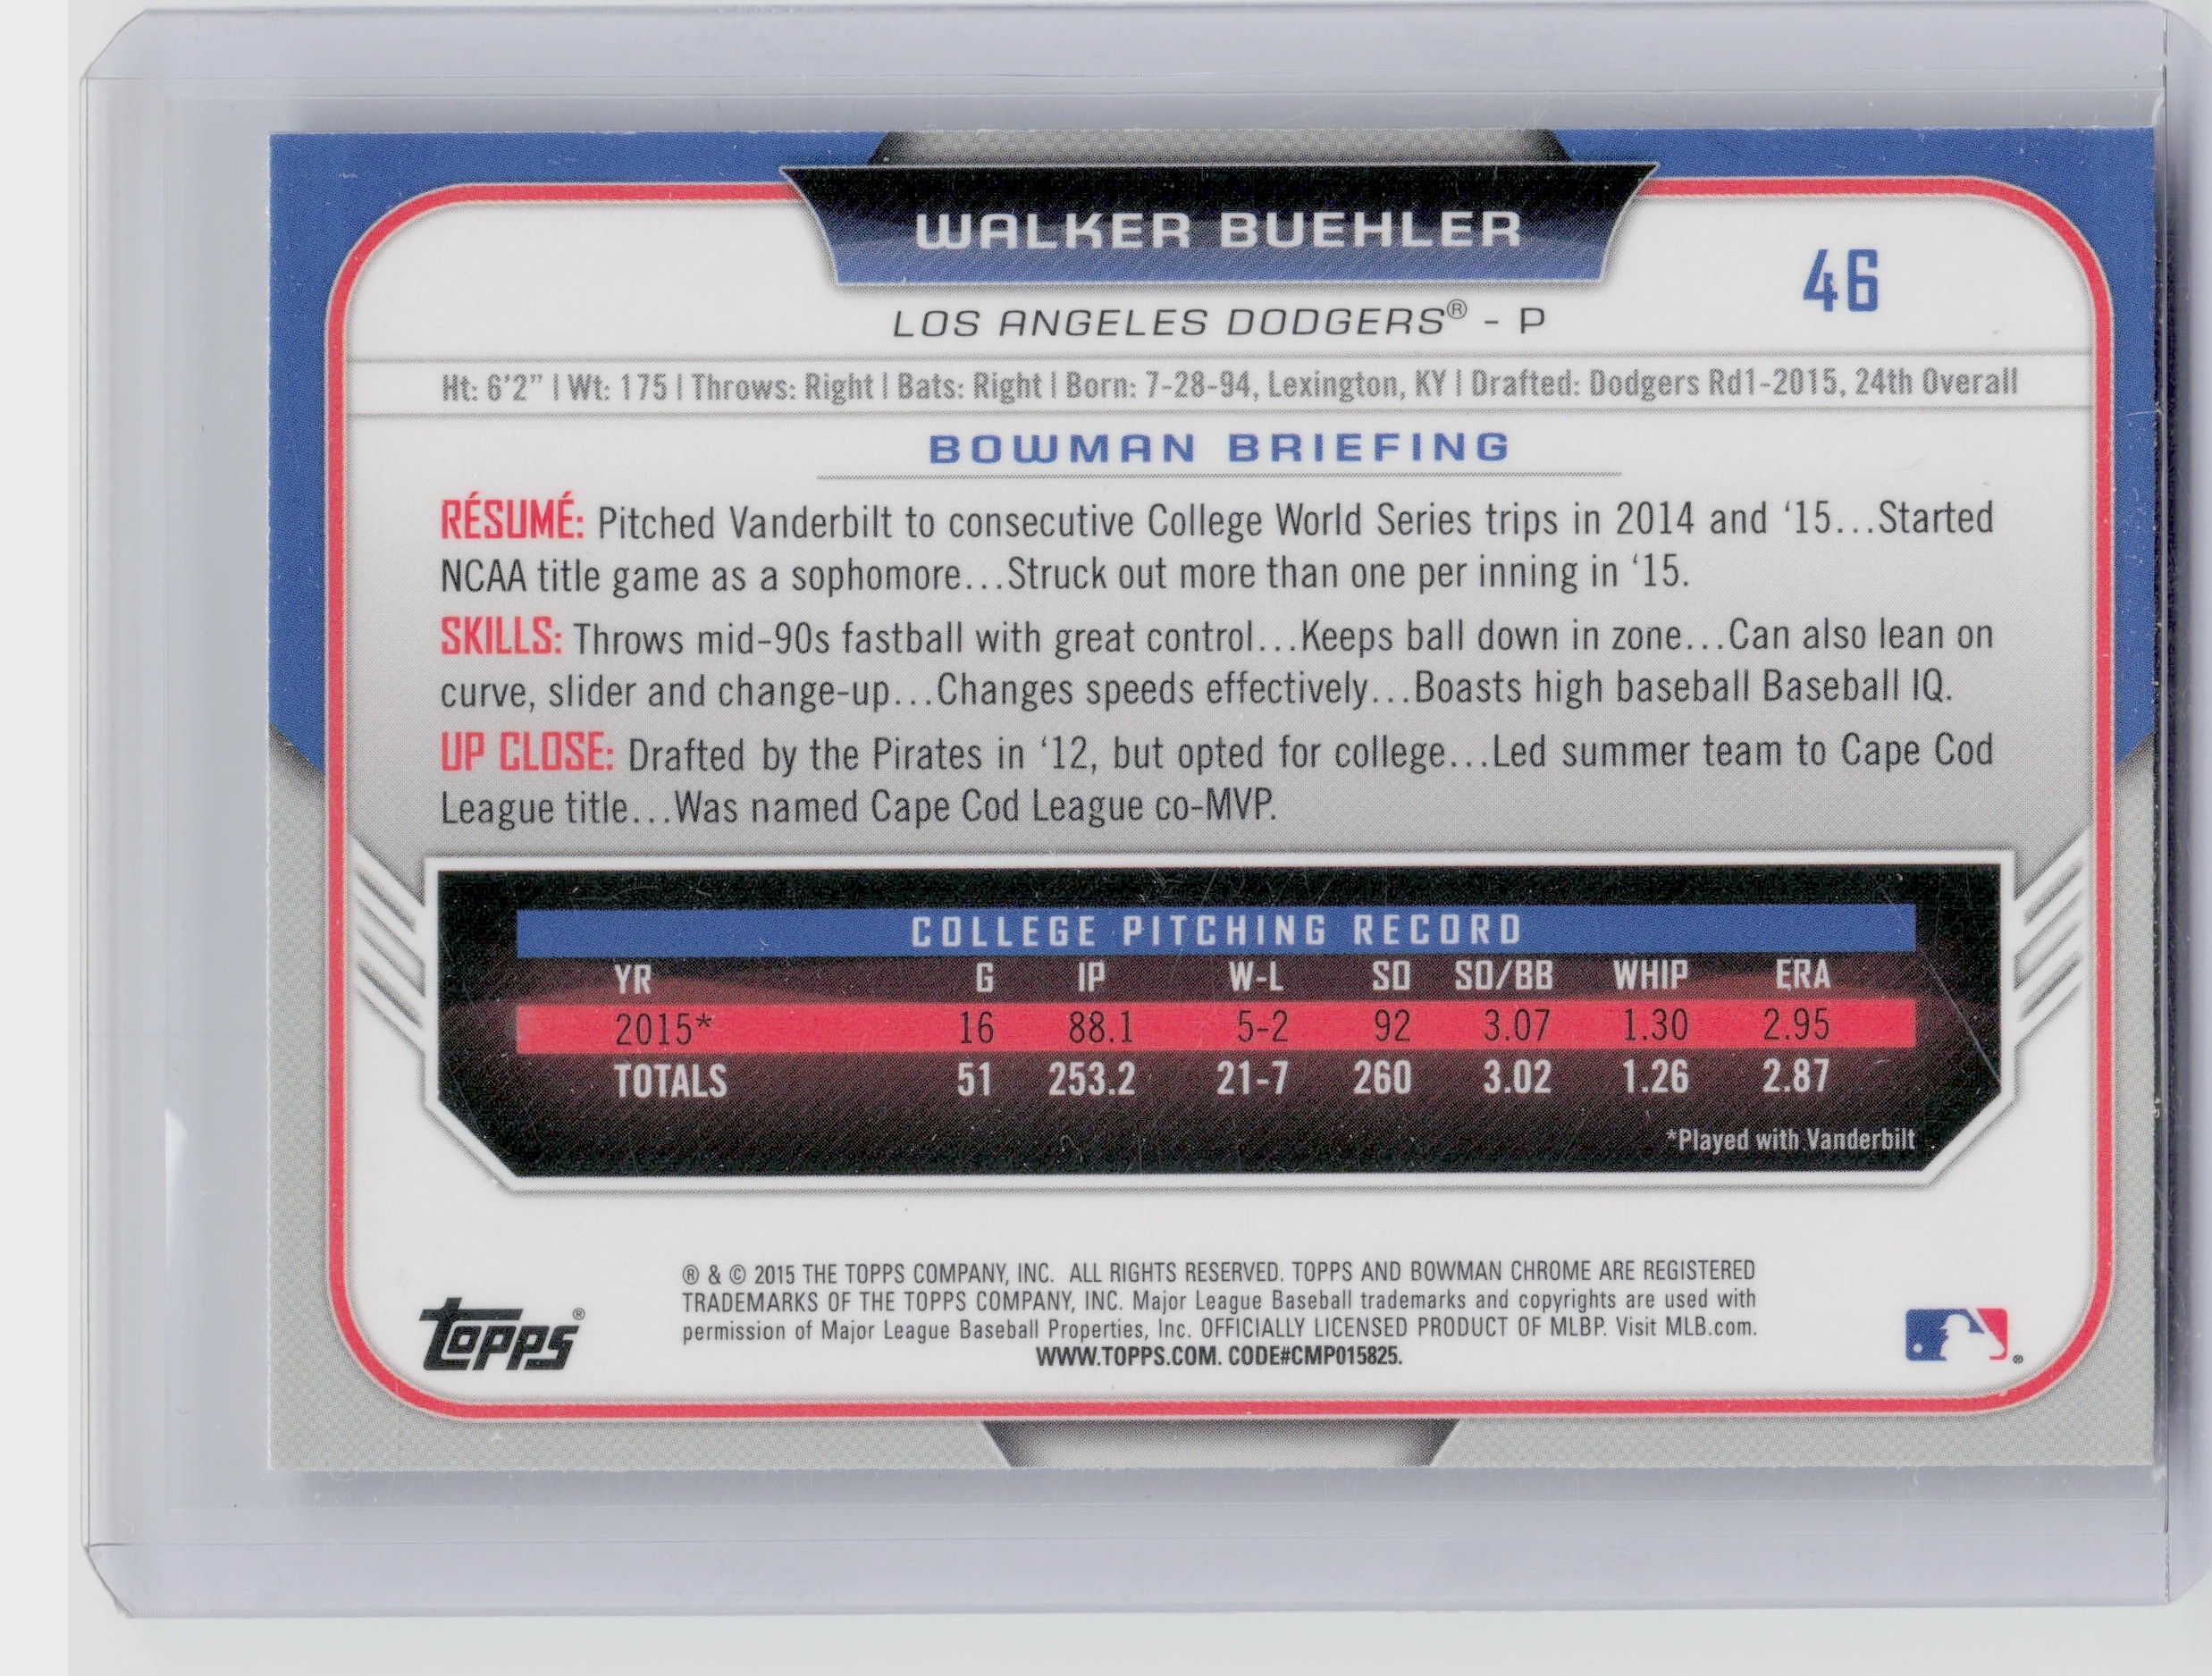 WALKER BUEHLER
46
LOS ANGELES DODGERS® - P
Ht: 6'2” | Wt: 175 | Throws: Right | Bats: Right | Born: 7-28-94, Lexington, KY | Drafted: Dodgers Rd1-2015, 24th Overall
BOWMAN BRIEFING
RÉSUMÉ: Pitched Vanderbilt to consecutive College World Series trips in 2014 and ‘15...Started
NCAA title game as a sophomore...Struck out more than one per inning in ‘15.
SKILLS: Throws mid-90s fastball with great control...Keeps ball down in zone...Can also lean on
curve, slider and change-up...Changes speeds effectively...Boasts high baseball Baseball IQ.
UP CLOSE: Drafted by the Pirates in ‘12, but opted for college...Led summer team to Cape Cod
League title...Was named Cape Cod League co-MVP.
COLLEGE PITCHING RECORD
YR G IP W-L SO SO/BB WHIP ERA
2015* 16 88.1 5-2 92 3.07 1.30 2.95
TOTALS 51 253.2 21-7 260 3.02 1.26 2.87
*Played with Vanderbilt
® & © 2015 THE TOPPS COMPANY, INC. ALL RIGHTS RESERVED. TOPPS AND BOWMAN CHROME ARE REGISTERED
TRADEMARKS OF THE TOPPS COMPANY, INC. Major League Baseball trademarks and copyrights are used with
permission of Major League Baseball Properties, Inc. OFFICIALLY LICENSED PRODUCT OF MLBP. Visit MLB.com.
WWW.TOPPS.COM. CODE#CMP015825.
topps®
®